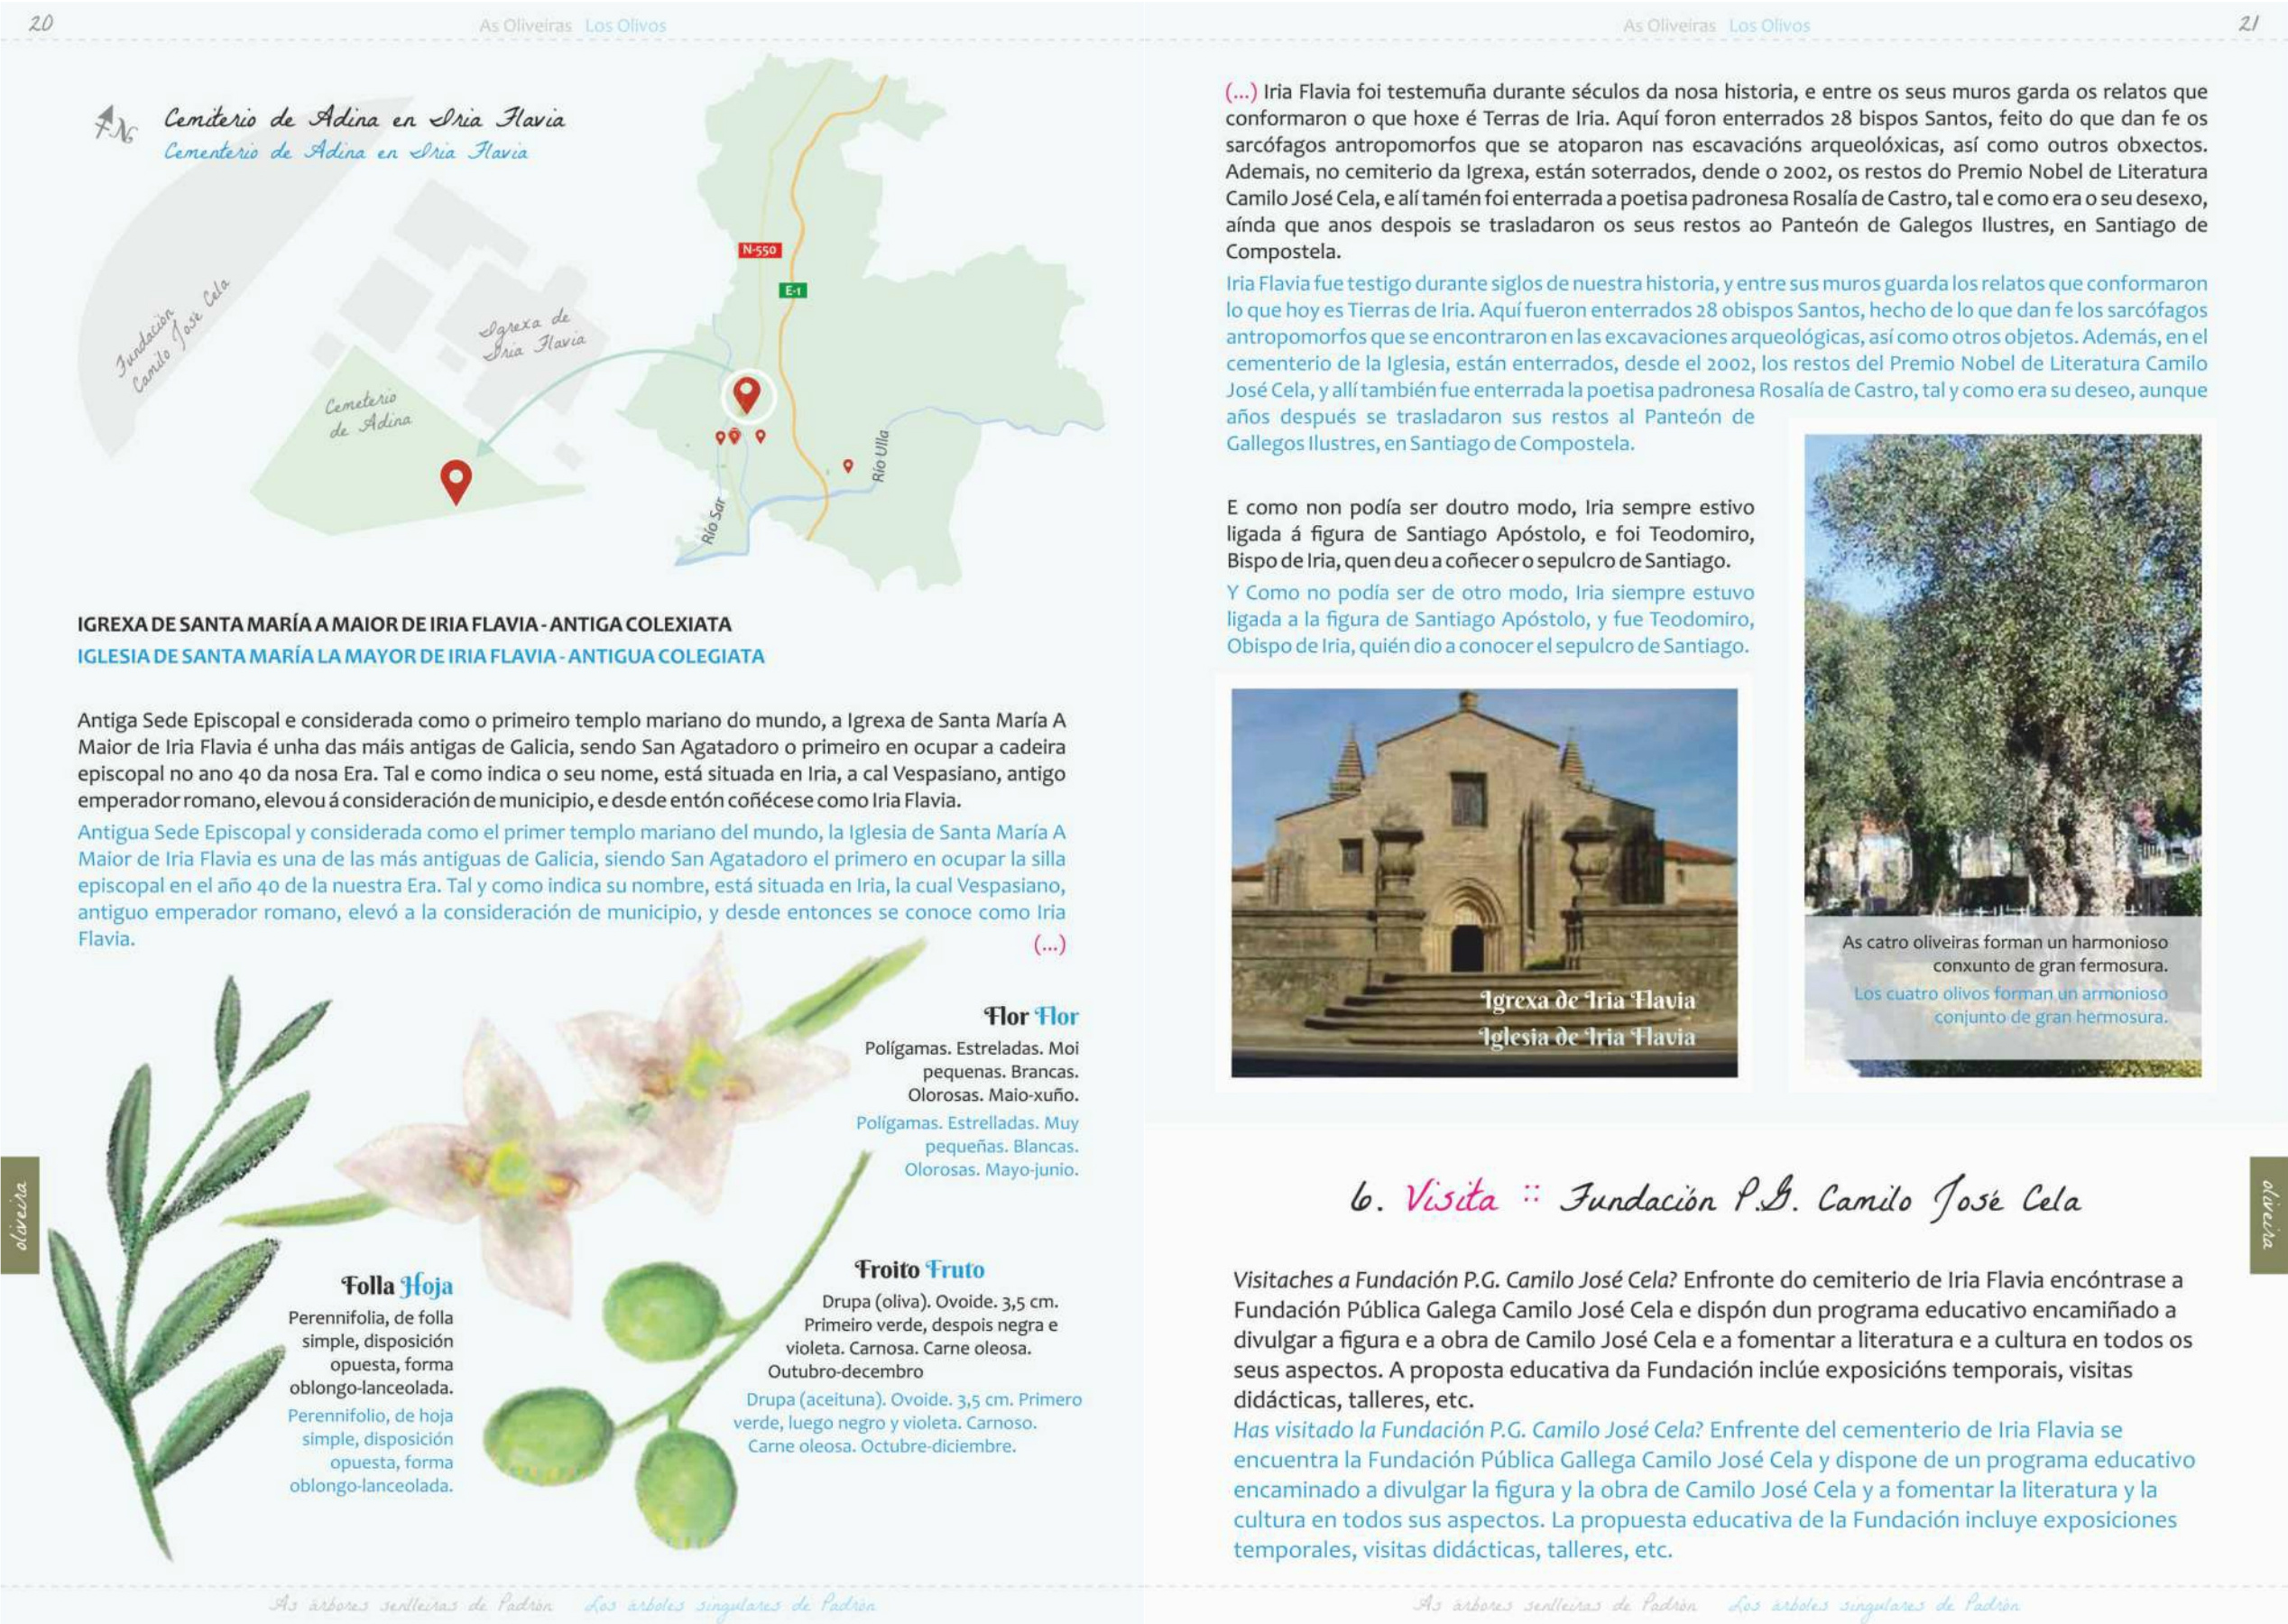 20
As Oliveiras Los Olivos
N
Cemiterio de Adina en Iria Flavia
Cementerio de Adina en Iria Flavia
Fundación
Camilo José Cela
Igrexa de
Iria Flavia
Cemeterio
de Adina
N-550
E-1
Río Ulla
Río Sar
IGREXA DE SANTA MARÍA A MAIOR DE IRIA FLAVIA - ANTIGA COLEXIATA
IGLESIA DE SANTA MARÍA LA MAYOR DE IRIA FLAVIA - ANTIGUA COLEGIATA
Antiga Sede Episcopal e considerada como o primeiro templo mariano do mundo, a Igrexa de Santa María A
Maior de Iria Flavia é unha das máis antigas de Galicia, sendo San Agatadoro o primeiro en ocupar a cadeira
episcopal no ano 40 da nosa Era. Tal e como indica o seu nome, está situada en Iria, a cal Vespasiano, antigo
emperador romano, elevou á consideración de municipio, e desde entón coñécese como Iria Flavia.
Antigua Sede Episcopal y considerada como el primer templo mariano del mundo, la Iglesia de Santa María A
Maior de Iria Flavia es una de las más antiguas de Galicia, siendo San Agatadoro el primero en ocupar la silla
episcopal en el año 40 de la nuestra Era. Tal y como indica su nombre, está situada en Iria, la cual Vespasiano,
antiguo emperador romano, elevó a la consideración de municipio, y desde entonces se conoce como Iria
Flavia.
(...)
Flor Flor
Polígamas. Estreladas. Moi
pequenas. Brancas.
Olorosas. Maio-xuño.
Polígamas. Estrelladas. Muy
pequeñas. Blancas.
Olorosas. Mayo-junio.
Folla Hoja
Perennifolia, de folla
simple, disposición
oposta, forma
oblongo-lanceolada.
Perennifolio, de hoja
simple, disposición
opuesta, forma
oblongo-lanceolada.
Froito Fruto
Drupa (oliva). Ovoide. 3,5 cm.
Primeiro verde, despois negra e
violeta. Carnosa. Carne oleosa.
Outubro-decembro
Drupa (aceituna). Ovoide. 3,5 cm. Primero
verde, luego negro y violeta. Carnoso.
Carne oleosa. Octubre-diciembre.
oliveira
As árbores senlleiras de Padrón Los árboles singulares de Padrón
As Oliveiras Los Olivos
21
(...) Iria Flavia foi testemuña durante séculos da nosa historia, e entre os seus muros garda os relatos que
conformaron o que hoxe é Terras de Iria. Aquí foron enterrados 28 bispos Santos, feito do que dan fe os
sarcófagos antropomorfos que se atoparon nas escavacións arqueolóxicas, así como outros obxectos.
Ademais, no cemiterio da Igrexa, están soterrados, dende o 2002, os restos do Premio Nobel de Literatura
Camilo José Cela, e alí tamén foi enterrada a poetisa padronesa Rosalía de Castro, tal e como era o seu desexo,
aínda que anos despois se trasladaron os seus restos ao Panteón de Galegos Ilustres, en Santiago de
Compostela.
Iria Flavia fue testigo durante siglos de nuestra historia, y entre sus muros guarda los relatos que conformaron
lo que hoy es Tierras de Iria. Aquí fueron enterrados 28 obispos Santos, hecho de lo que dan fe los sarcófagos
antropomorfos que se encontraron en las excavaciones arqueológicas, así como otros objetos. Además, en el
cementerio de la Iglesia, están enterrados, desde el 2002, los restos del Premio Nobel de Literatura Camilo
José Cela, y allí también fue enterrada la poetisa padronesa Rosalía de Castro, tal y como era su deseo, aunque
años después se trasladaron sus restos al Panteón de
Gallegos Ilustres, en Santiago de Compostela.
E como non podía ser doutro modo, Iria sempre estivo
ligada á figura de Santiago Apóstolo, e foi Teodomiro,
Bispo de Iria, quen deu a coñecer o sepulcro de Santiago.
Y Como no podía ser de otro modo, Iria siempre estuvo
ligada a la figura de Santiago Apóstolo, y fue Teodomiro,
Obispo de Iria, quién dio a conocer el sepulcro de Santiago.
Igrexa de Iria Flavia
Iglesia de Iria Flavia
As catro oliveiras forman un harmonioso
conxunto de gran fermosura.
Los cuatro olivos forman un armonioso
conjunto de gran hermosura.
6. Visita :: Fundación P.G. Camilo José Cela
Visitaches a Fundación P.G. Camilo José Cela? Enfronte do cemiterio de Iria Flavia encóntrase a
Fundación Pública Galega Camilo José Cela e dispón dun programa educativo encamiñado a
divulgar a figura e a obra de Camilo José Cela e a fomentar a literatura e a cultura en todos os
seus aspectos. A proposta educativa da Fundación inclúe exposicións temporais, visitas
didácticas, talleres, etc.
Has visitado la Fundación P.G. Camilo José Cela? Enfrente del cementerio de Iria Flavia se
encuentra la Fundación Pública Gallega Camilo José Cela y dispone de un programa educativo
encaminado a divulgar la figura y la obra de Camilo José Cela y a fomentar la literatura y la
cultura en todos sus aspectos. La propuesta educativa de la Fundación incluye exposiciones
temporales, visitas didácticas, talleres, etc.
oliveira
As árbores senlleiras de Padrón Los árboles singulares de Padrón